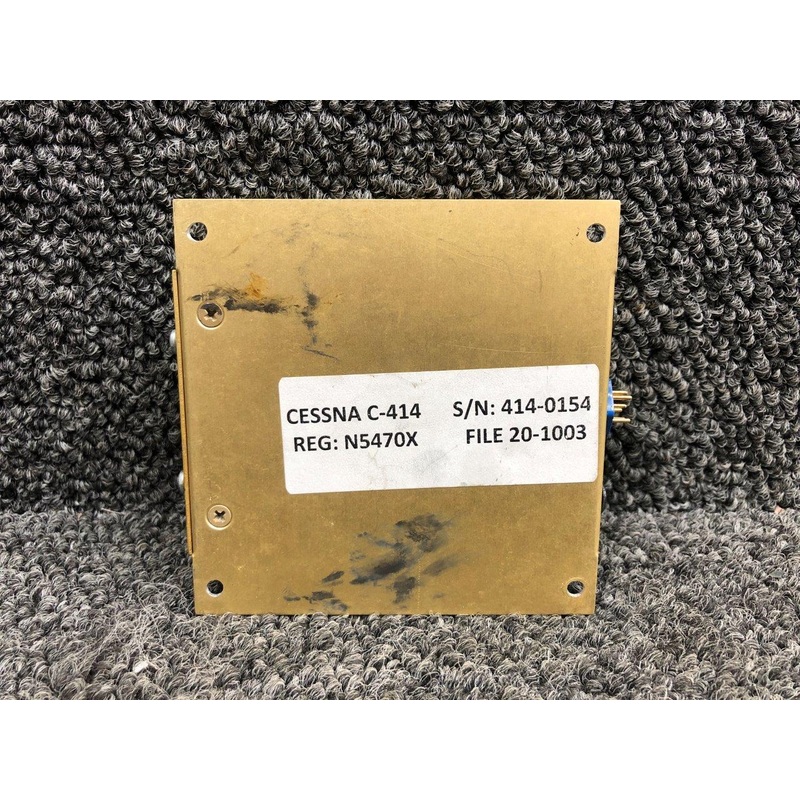 CESSNA C-414 S/N: 414-0154
REG: N5470X FILE 20-1003